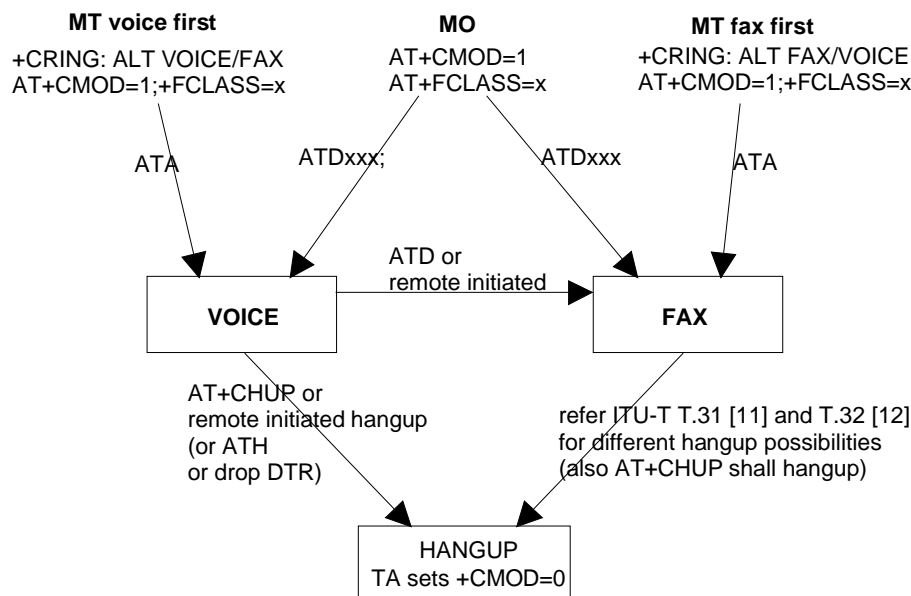 MT voice first
+CRING: ALT VOICE/FAX
AT+CMOD=1;+FCLASS=x
MO
AT+CMOD=1
AT+FCLASS=x
MT fax first
+CRING: ALT FAX/VOICE
AT+CMOD=1;+FCLASS=x
ATA
ATDxxx;
ATDxxx
ATA
ATD or
remote initiated
VOICE
FAX
AT+CHUP or
remote initiated hangup
(or ATH
or drop DTR)
refer ITU-T T.31 [11] and T.32 [12]
for different hangup possibilities
(also AT+CHUP shall hangup)
HANGUP
TA sets +CMOD=0